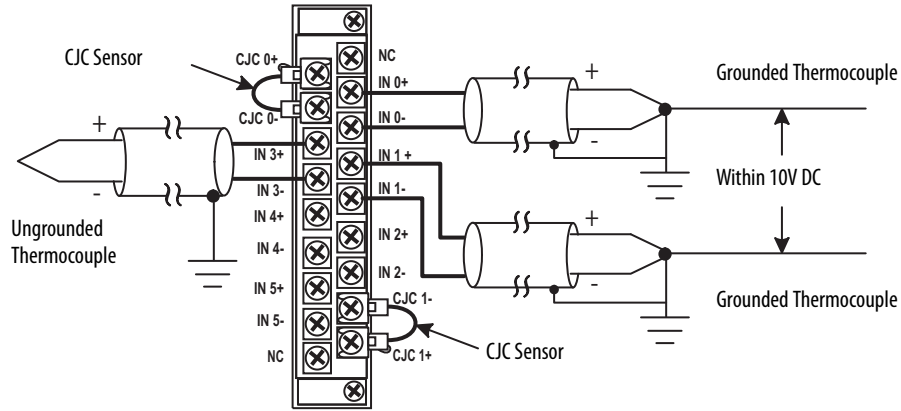 CJC Sensor
CJC 0+
CJC 0-
+
IN 3+
-
IN 3-
IN 4+
IN 4-
IN 5+
IN 5-
NC
Ungrounded
Thermocouple
NC
IN 0+
IN 0-
IN 1 +
IN 1-
IN 2+
IN 2-
CJC 1-
CJC 1+
CJC Sensor
+
-
Grounded Thermocouple
Within 10V DC
+
-
Grounded Thermocouple